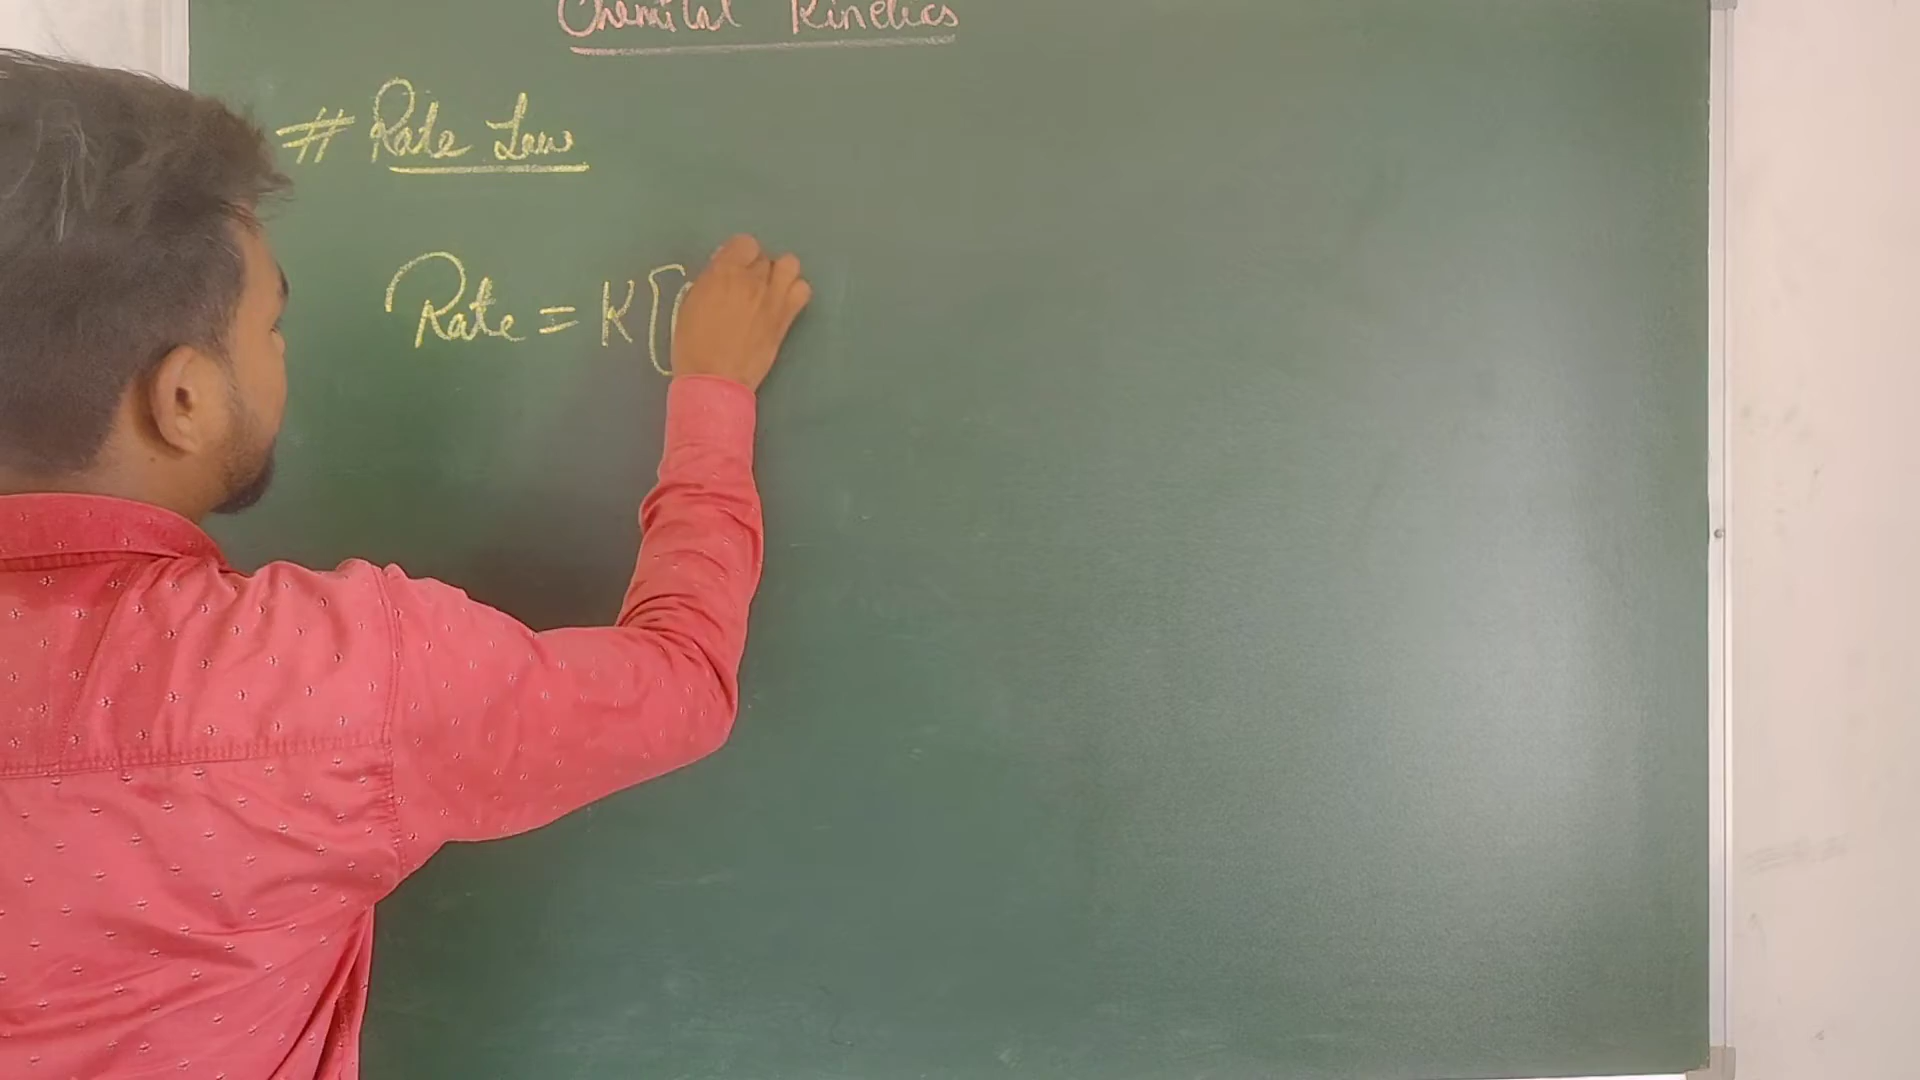 Chemical Kinetics
# Rate Law
Rate = K[